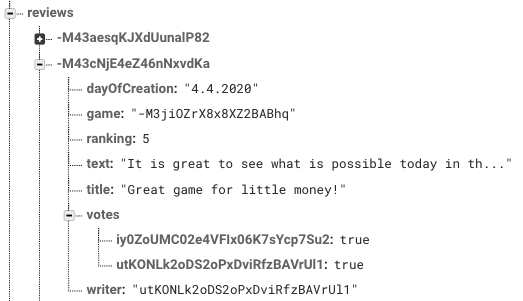 reviews
-M43aesqKJXdUunalP82
-M43cNjE4eZ46nNxvdKa
dayOfCreation: "4.4.2020"
game: "-M3jiOZrX8x8XZ2BABhq"
ranking: 5
text: "It is great to see what is possible today in th..."
title: "Great game for little money!"
votes
iy0ZoUMC02e4VFIx06K7sYcp7Su2: true
utKONLk2oDS2oPxDviRfzBAVrUl1: true
writer: "utKONLk2oDS2oPxDviRfzBAVrUl1"